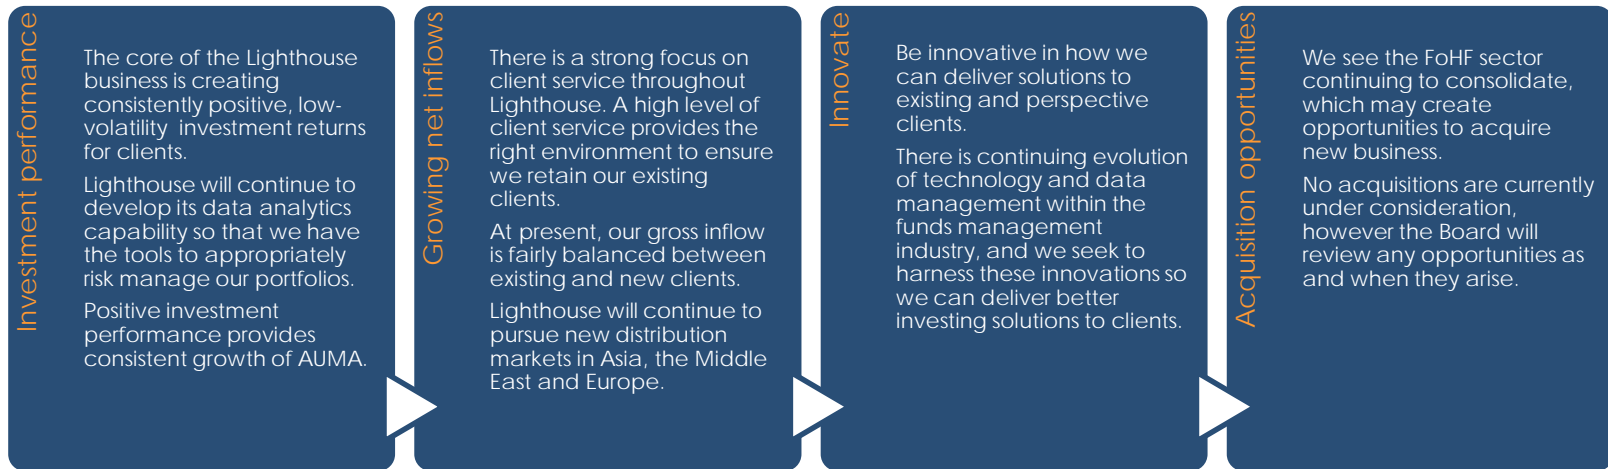 Investment performance
The core of the Lighthouse
business is creating
consistently positive, low-
volatility investment returns
for clients.
Lighthouse will continue to
develop its data analytics
capability so that we have
the tools to appropriately
risk manage our portfolios.
Positive investment
performance provides
consistent growth of AUMA.
Growing net inflows
There is a strong focus on
client service throughout
Lighthouse. A high level of
client service provides the
right environment to ensure
we retain our existing
clients.
At present, our gross inflow
is fairly balanced between
existing and new clients.
Lighthouse will continue to
pursue new distribution
markets in Asia, the Middle
East and Europe.
Innovate
Be innovative in how we
can deliver solutions to
existing and perspective
clients.
There is continuing evolution
of technology and data
management within the
funds management
industry, and we seek to
harness these innovations so
we can deliver better
investing solutions to clients.
Acquisition opportunities
We see the FoHF sector
continuing to consolidate,
which may create
opportunities to acquire
new business.
No acquisitions are currently
under consideration,
however the Board will
review any opportunities as
and when they arise.